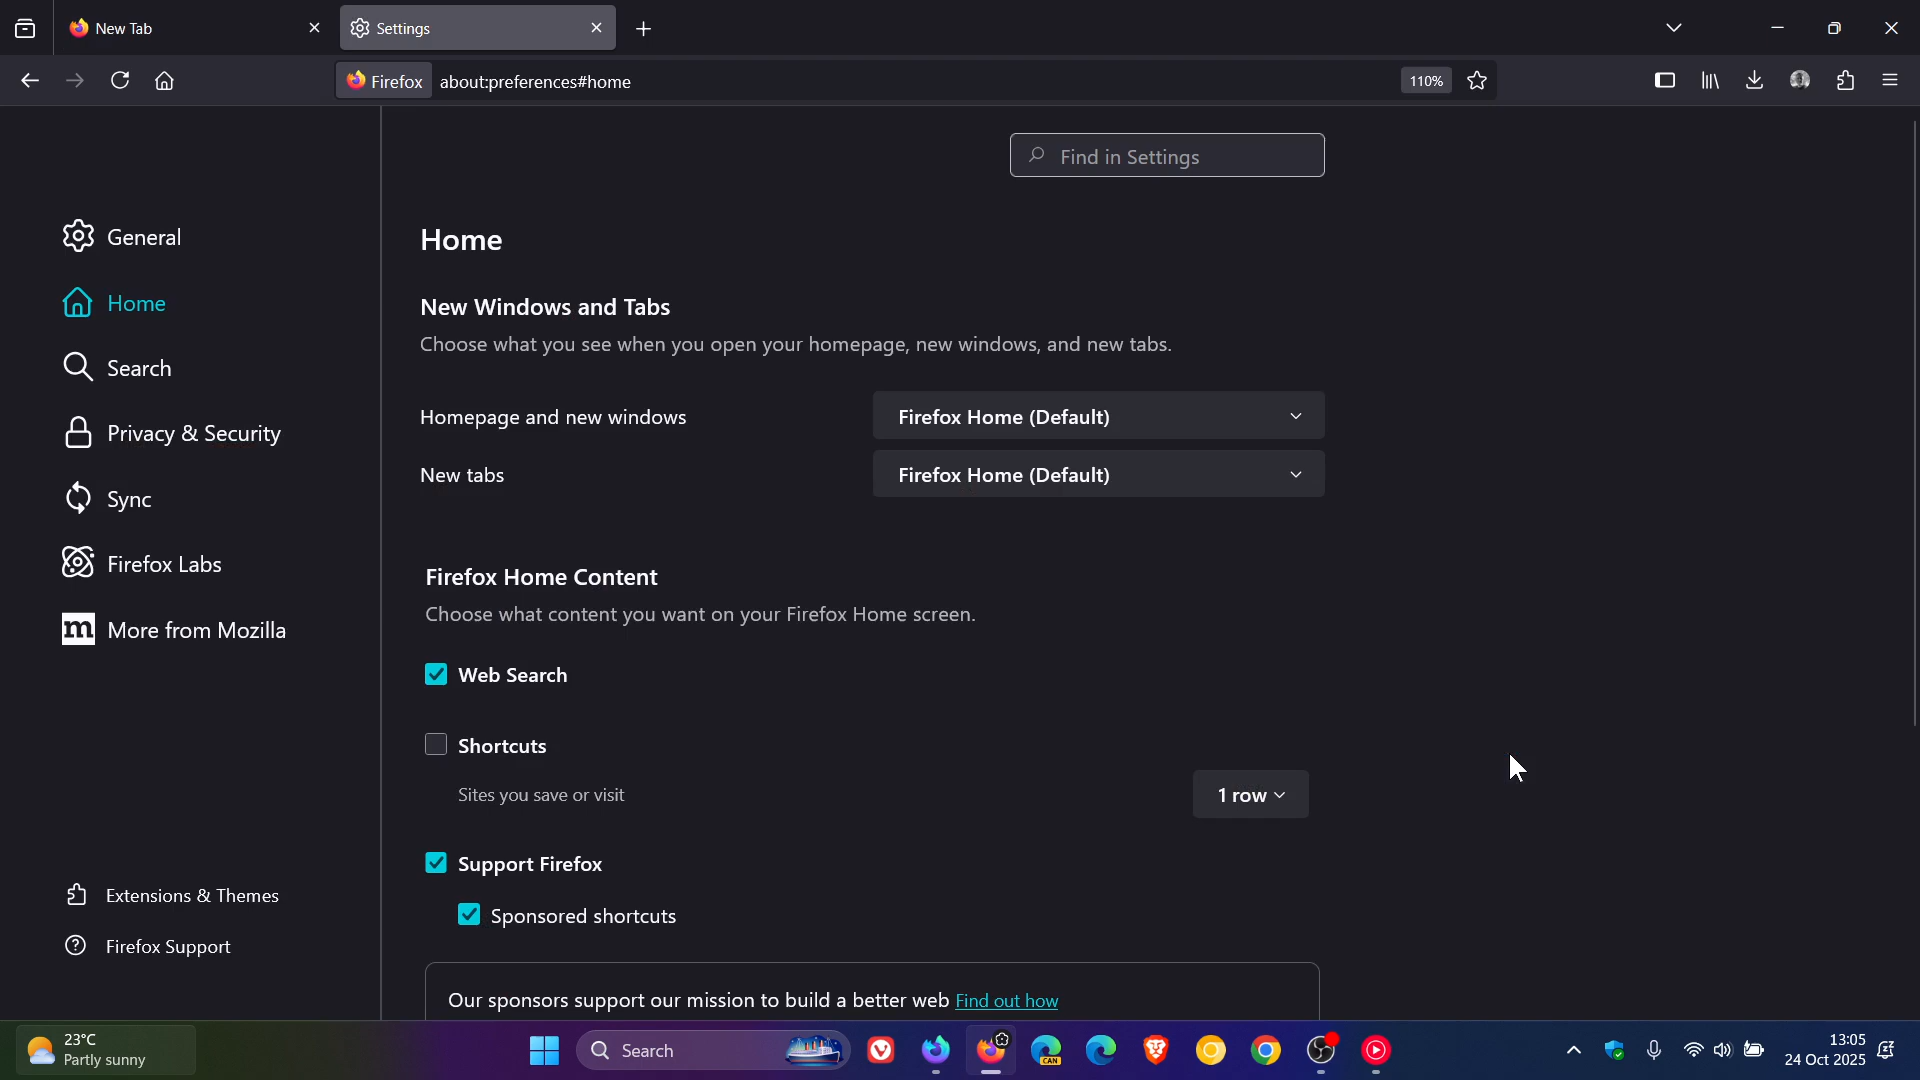 New Tab
Settings
Firefox
about:preferences#home
110%
Find in Settings
General
Home
Search
Privacy & Security
Sync
Firefox Labs
m More from Mozilla
Extensions & Themes
Firefox Support
Home
New Windows and Tabs
Choose what you see when you open your homepage, new windows, and new tabs.
Homepage and new windows
Firefox Home (Default)
New tabs
Firefox Home (Default)
Firefox Home Content
Choose what content you want on your Firefox Home screen.
Web Search
Shortcuts
Sites you save or visit
1 row
Support Firefox
Sponsored shortcuts
Our sponsors support our mission to build a better web Find out how
23°C
Partly sunny
Search
CAN
13:05
24 Oct 2025